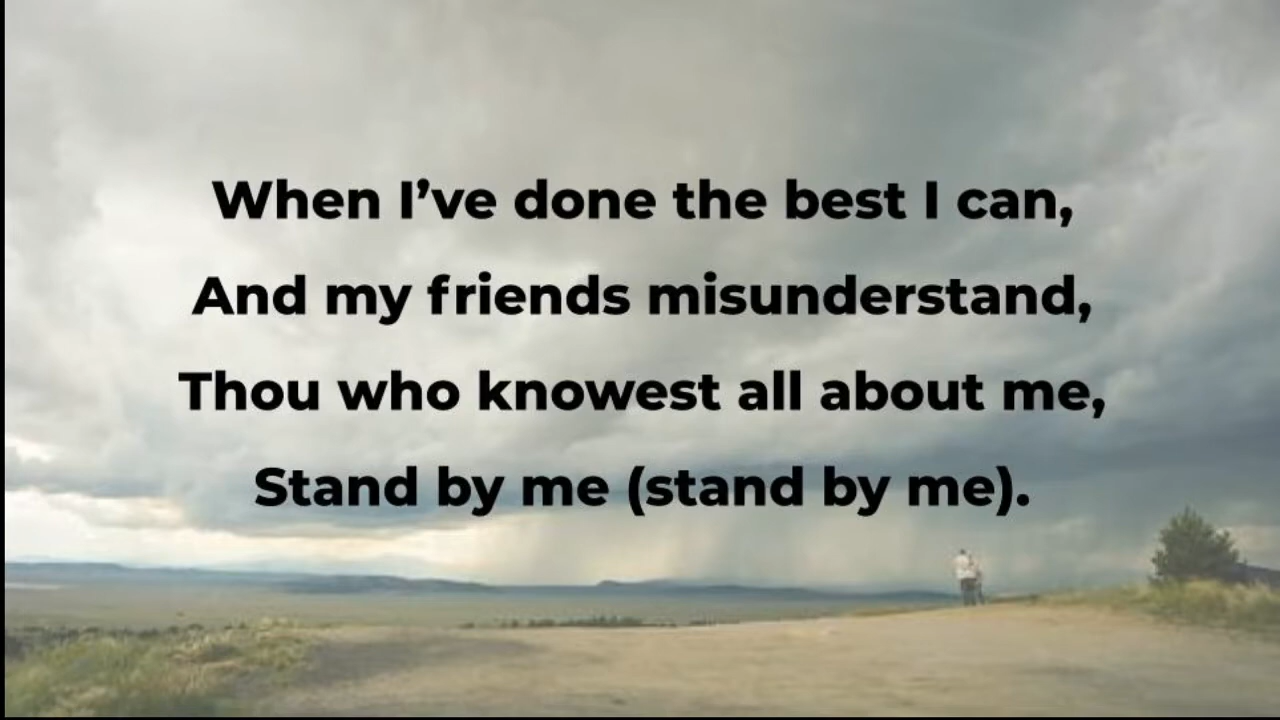 When I’ve done the best I can,
And my friends misunderstand,
Thou who knowest all about me,
Stand by me (stand by me).